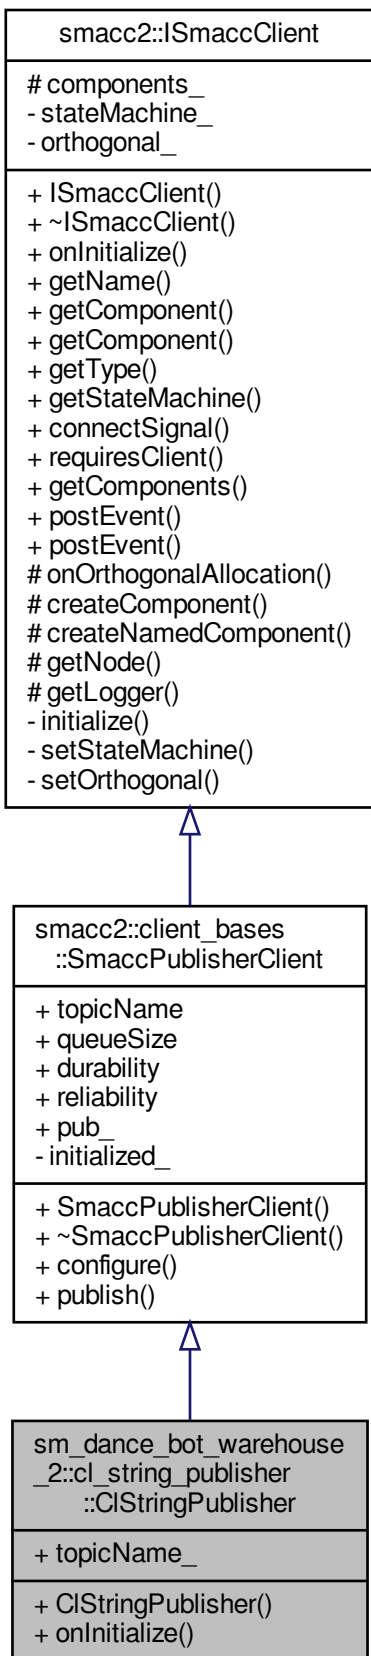 smacc2::ISmaccClient
# components_
- stateMachine_
- orthogonal_
+ ISmaccClient()
+ ~ISmaccClient()
+ onInitialize()
+ getName()
+ getComponent()
+ getComponent()
+ getType()
+ getStateMachine()
+ connectSignal()
+ requiresClient()
+ getComponents()
+ postEvent()
+ postEvent()
# onOrthogonalAllocation()
# createComponent()
# createNamedComponent()
# getNode()
# getLogger()
- initialize()
- setStateMachine()
- setOrthogonal()
smacc2::client_bases
::SmaccPublisherClient
+ topicName
+ queueSize
+ durability
+ reliability
+ pub_
- initialized_
+ SmaccPublisherClient()
+ ~SmaccPublisherClient()
+ configure()
+ publish()
sm_dance_bot_warehouse
_2::cl_string_publisher
::ClStringPublisher
+ topicName_
+ ClStringPublisher()
+ onInitialize()